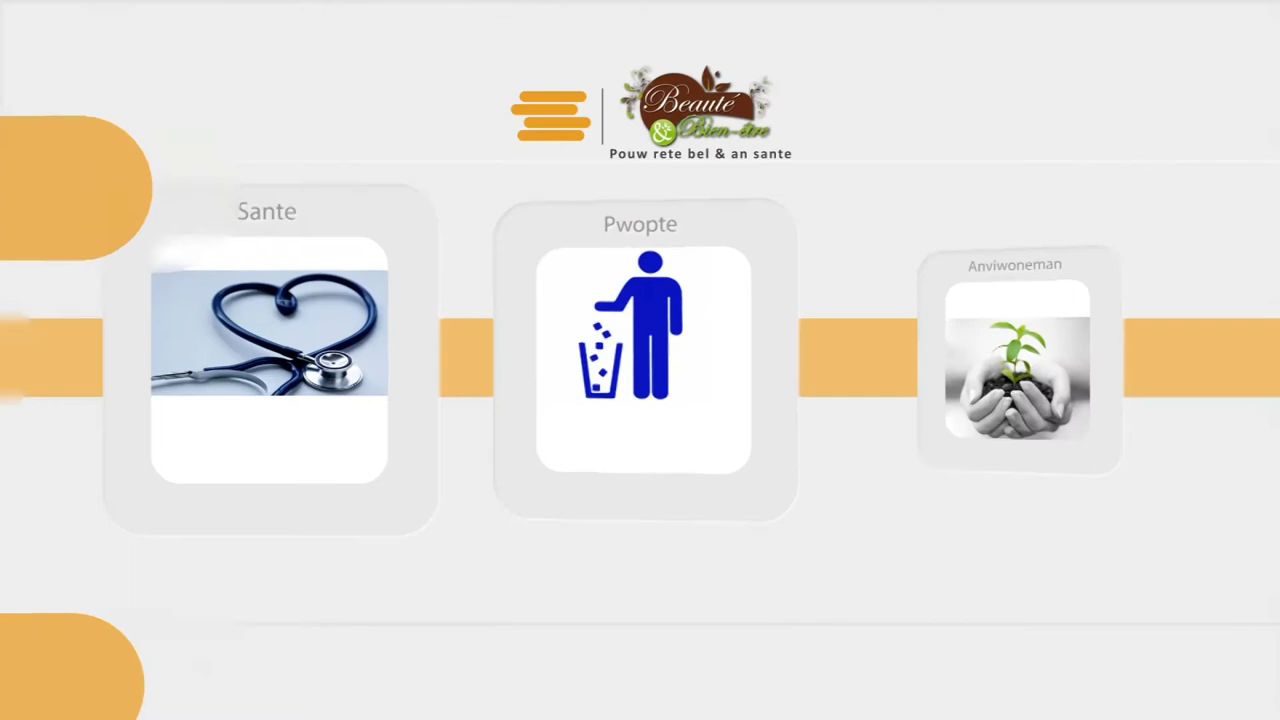 Beauté
& Bien-être
Pouw rete bel & an sante
Sante
Pwopte
Anviwoneman